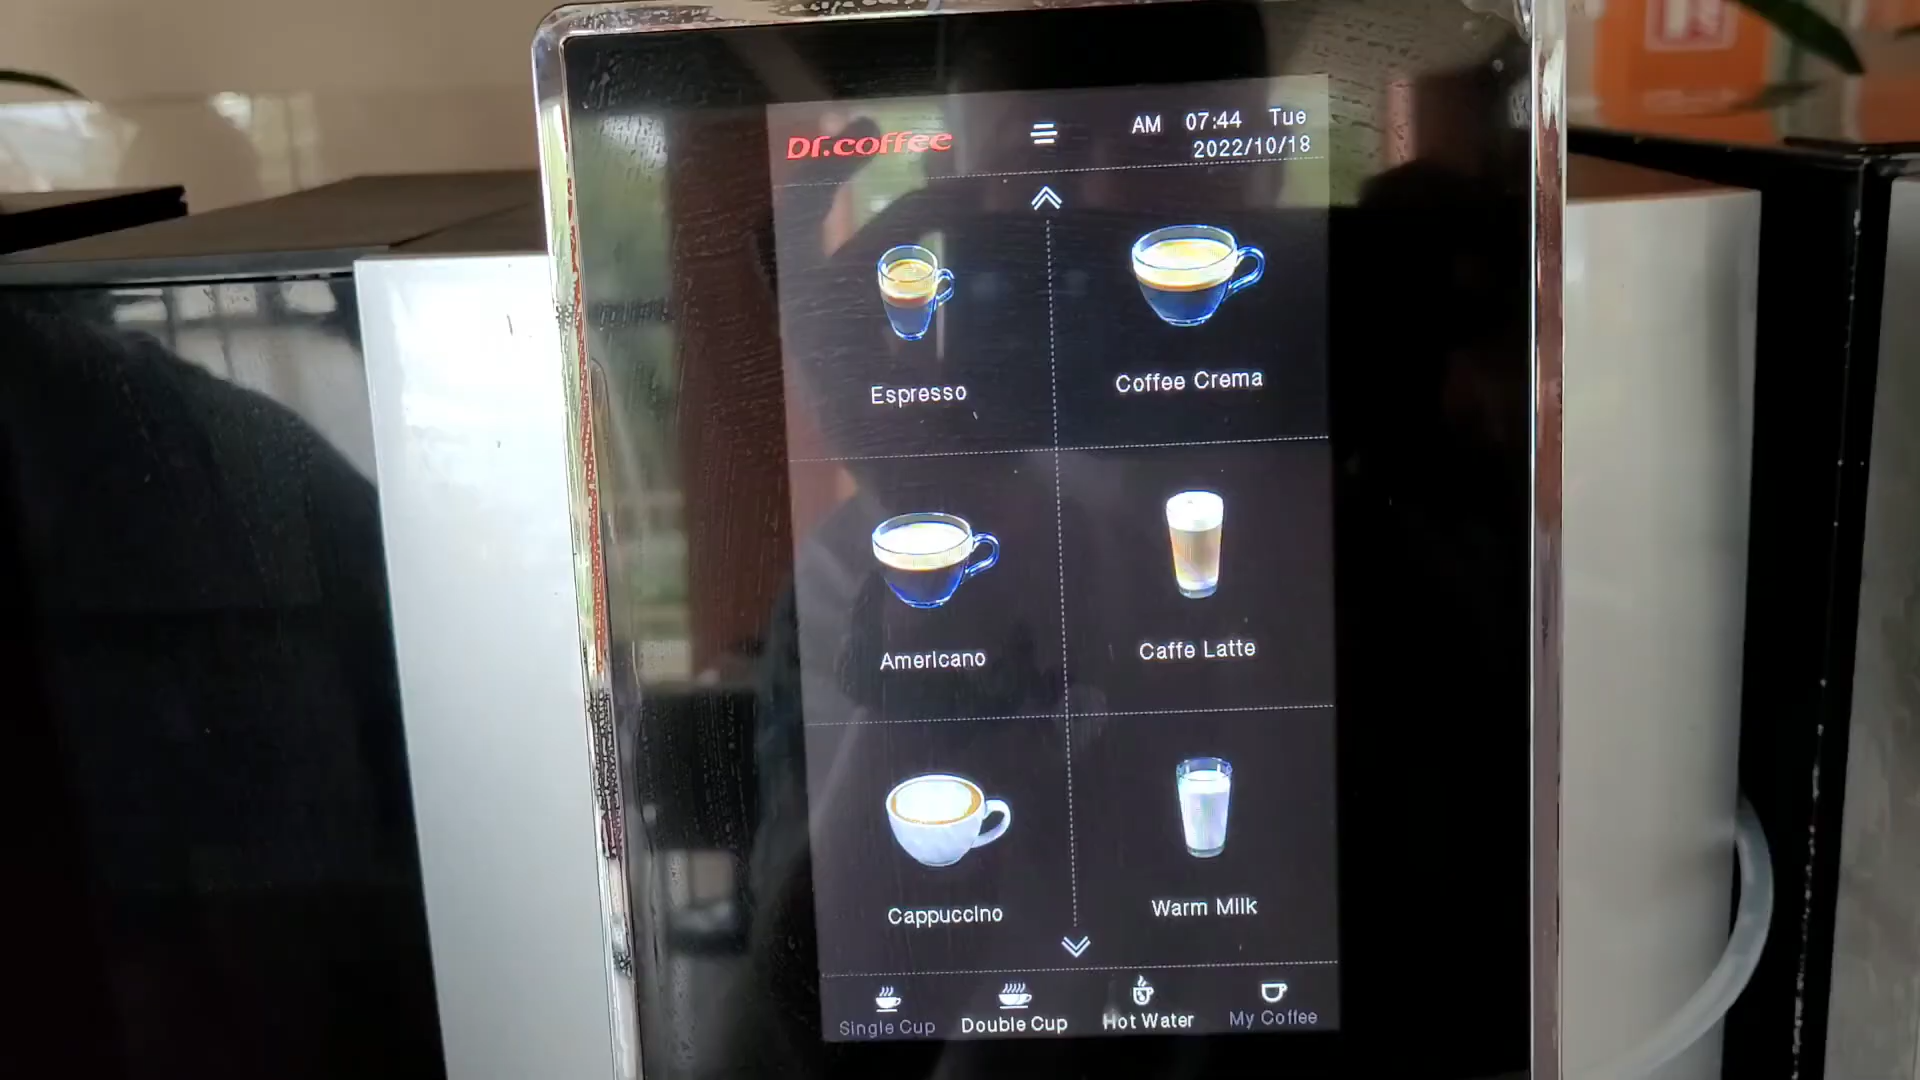 Dr.coffee
AM 07:44 Tue
2022/10/18
Espresso
Coffee Crema
Americano
Caffe Latte
Cappuccino
Warm Milk
Single Cup
Double Cup
Hot Water
My Coffee